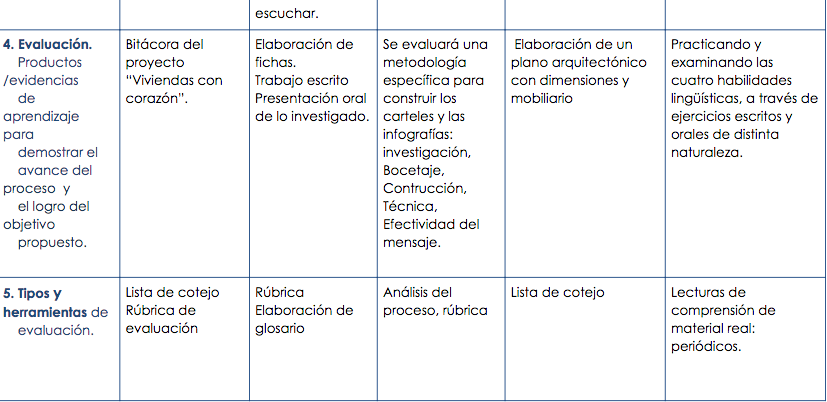 escuchar.
4. Evaluación.
Productos
/evidencias
de
aprendizaje
para
demostrar el
avance del
proceso y
el logro del
objetivo
propuesto.
Bitácora del
proyecto
“Viviendas con
corazón”.
Elaboración de
fichas.
Trabajo escrito
Presentación oral
de lo investigado.
Se evaluará una
metodología
específica para
construir los
carteles y las
infografías:
investigación,
Bocetaje,
Contrucción,
Técnica,
Efectividad del
mensaje.
Elaboración de un
plano arquitectónico
con dimensiones y
mobiliario
Practicando y
examinando las
cuatro habilidades
lingüísticas, a través de
ejercicios escritos y
orales de distinta
naturaleza.
5. Tipos y
herramientas de
evaluación.
Lista de cotejo
Rúbrica de
evaluación
Rúbrica
Elaboración de
glosario
Análisis del
proceso, rúbrica
Lista de cotejo
Lecturas de
comprensión de
material real:
periódicos.